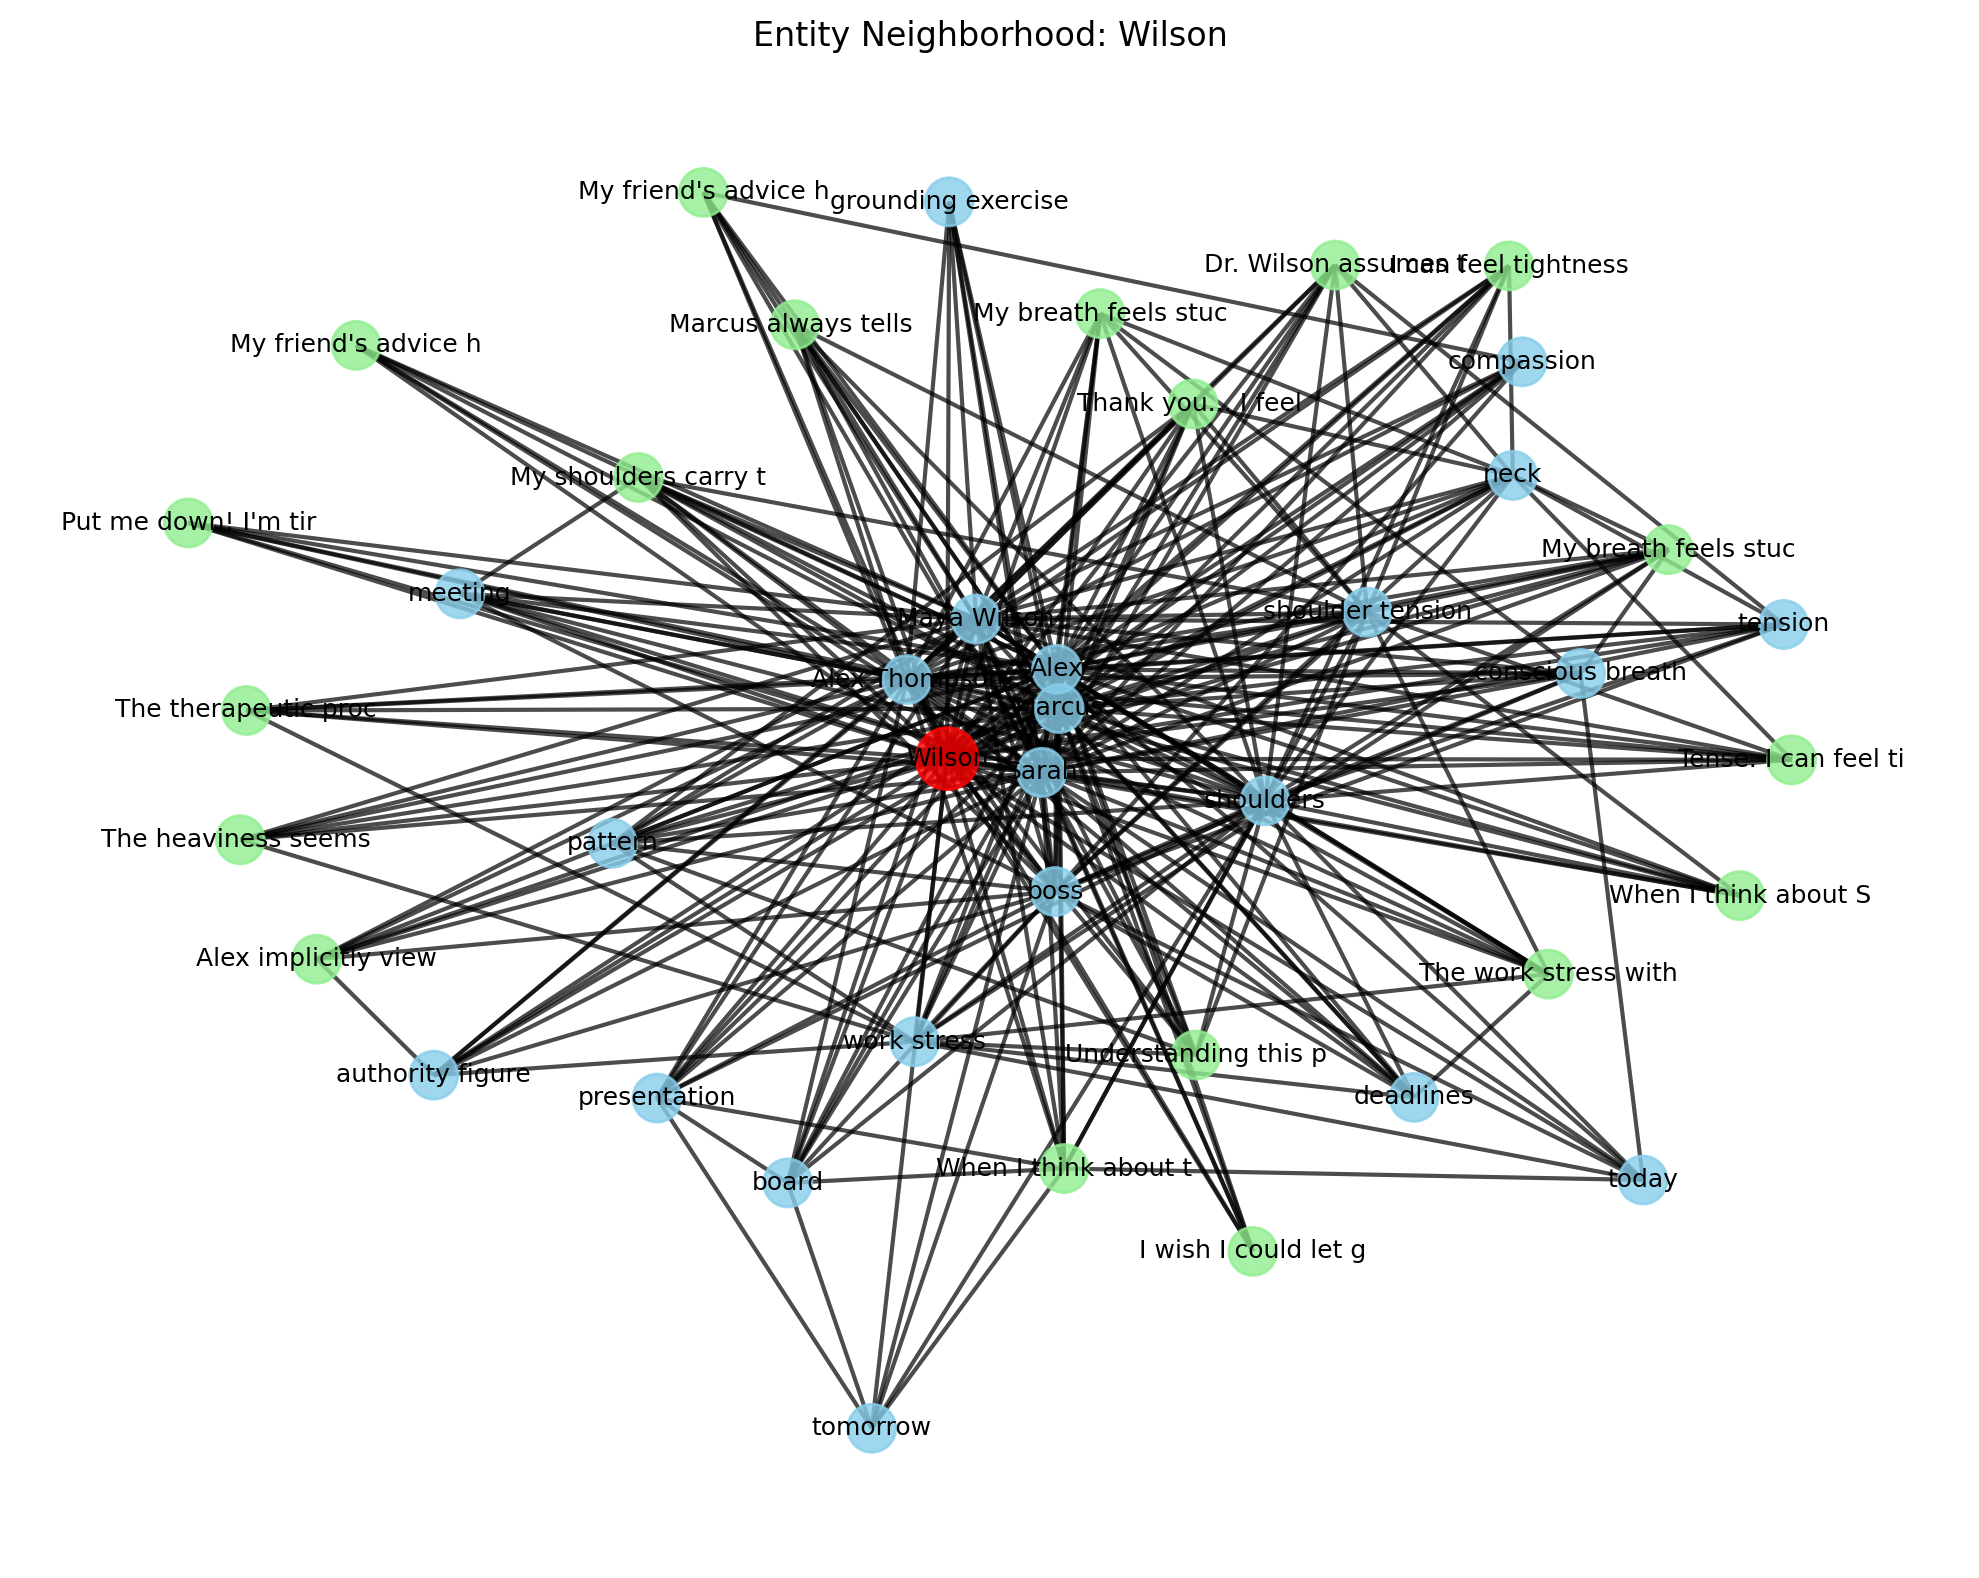 Entity Neighborhood: Wilson
My friend's advice h
grounding exercise
Dr. Wilson assumes t
I can feel tightness
My breath feels stuc
Marcus always tells
My friend's advice h
compassion
Thank you... I feel
My shoulders carry t
neck
Put me down! I'm tir
My breath feels stuc
meeting
Maya Wilson
shoulder tension
tension
Alex
Alex Thompson
conscious breath
The therapeutic proc
Marcus
Wilson
Sarah
Tense. I can feel ti
shoulders
The heaviness seems
pattern
boss
When I think about S
Alex implicitly view
The work stress with
work stress
Understanding this p
authority figure
presentation
deadlines
When I think about t
board
today
I wish I could let g
tomorrow